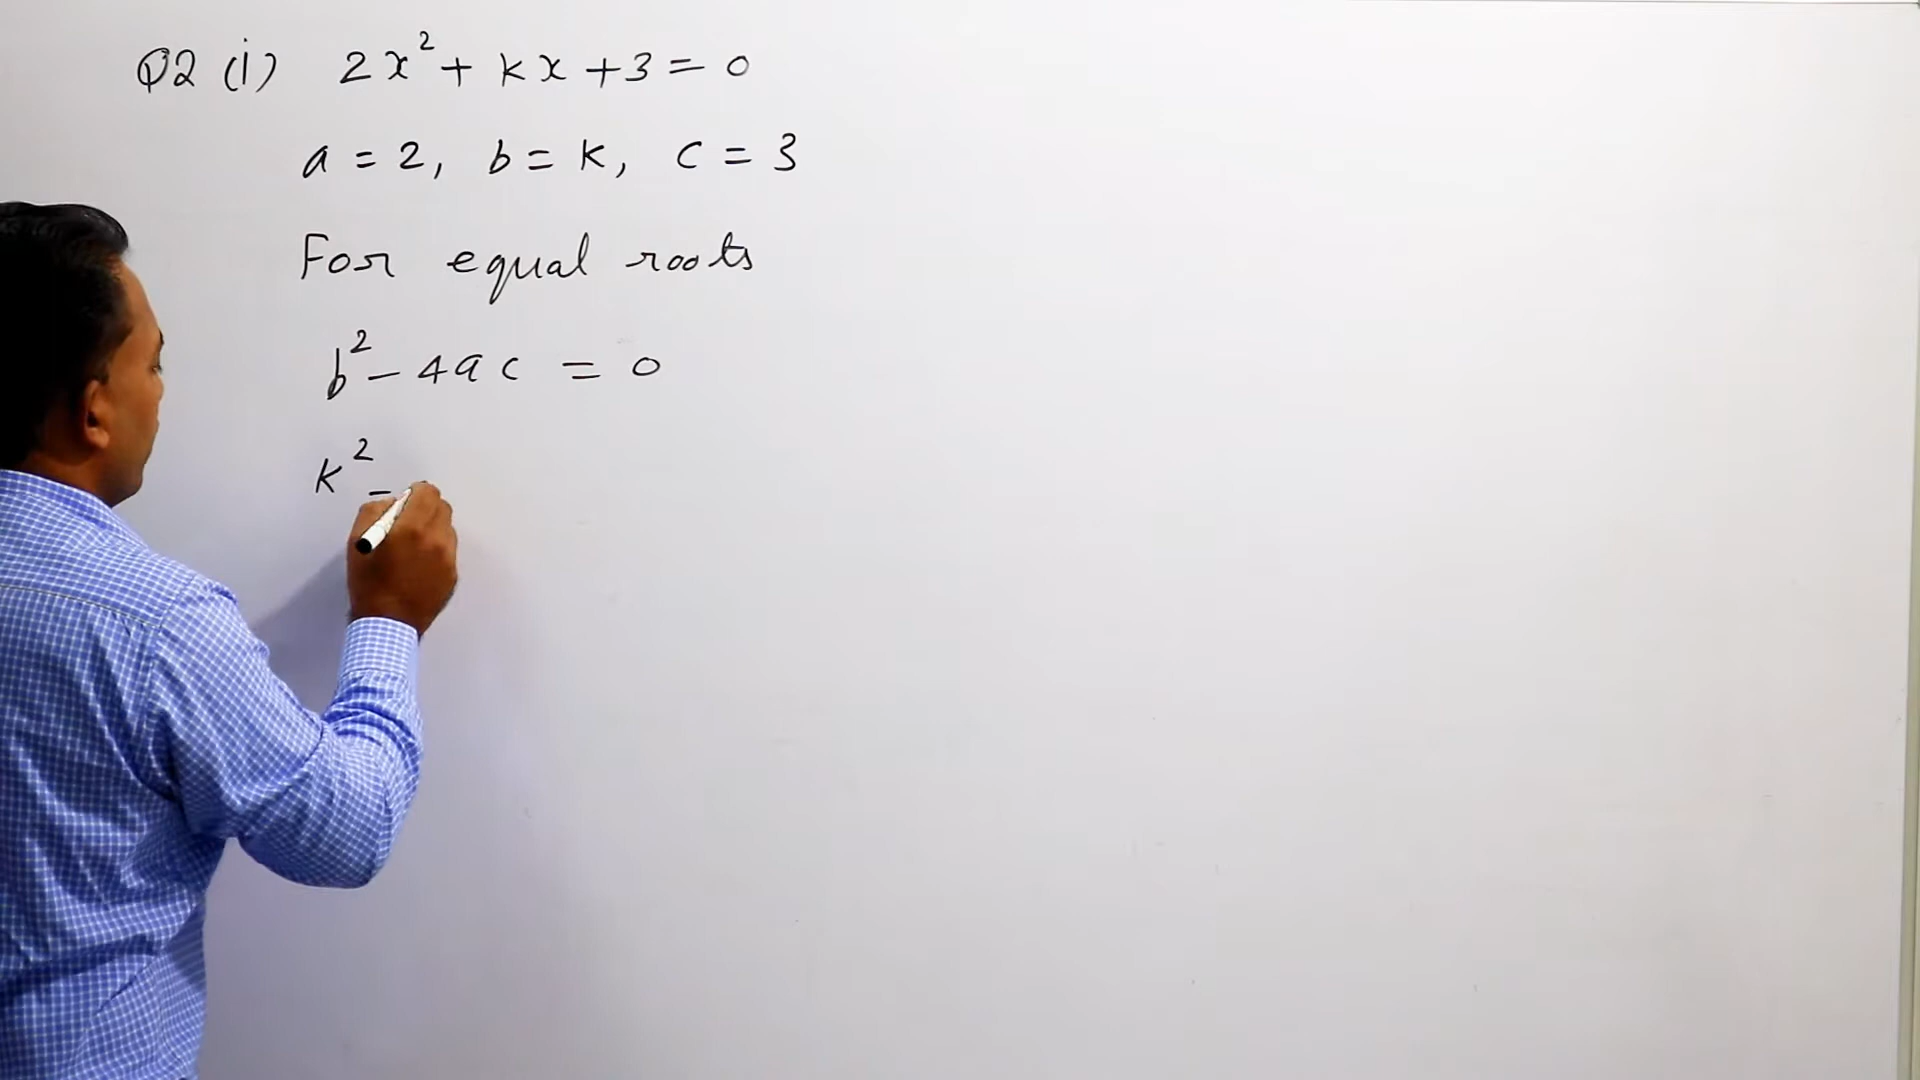 Q2 (i) 2x² + kx + 3 = 0
a = 2, b = k, c = 3
For equal roots
b² - 4ac = 0
k² -